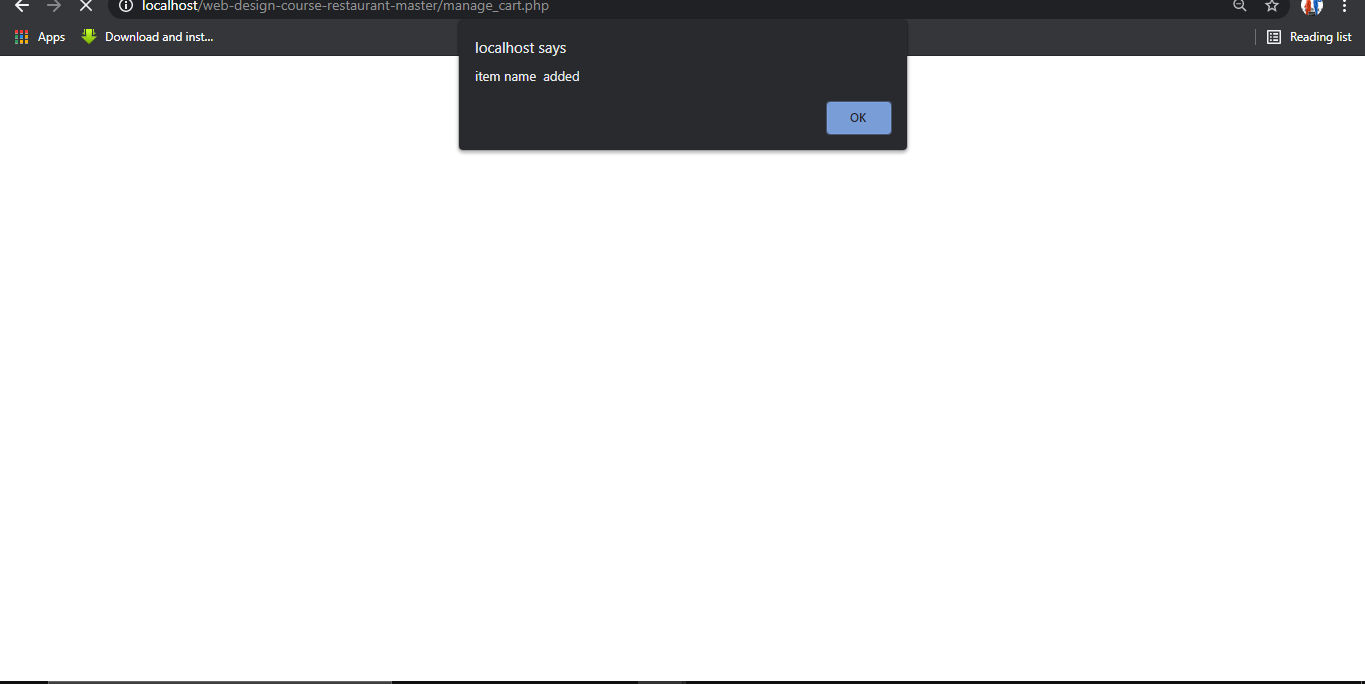 localhost/web-design-course-restaurant-master/manage_cart.php
Apps Download and inst... Reading list
localhost says
item name  added
OK